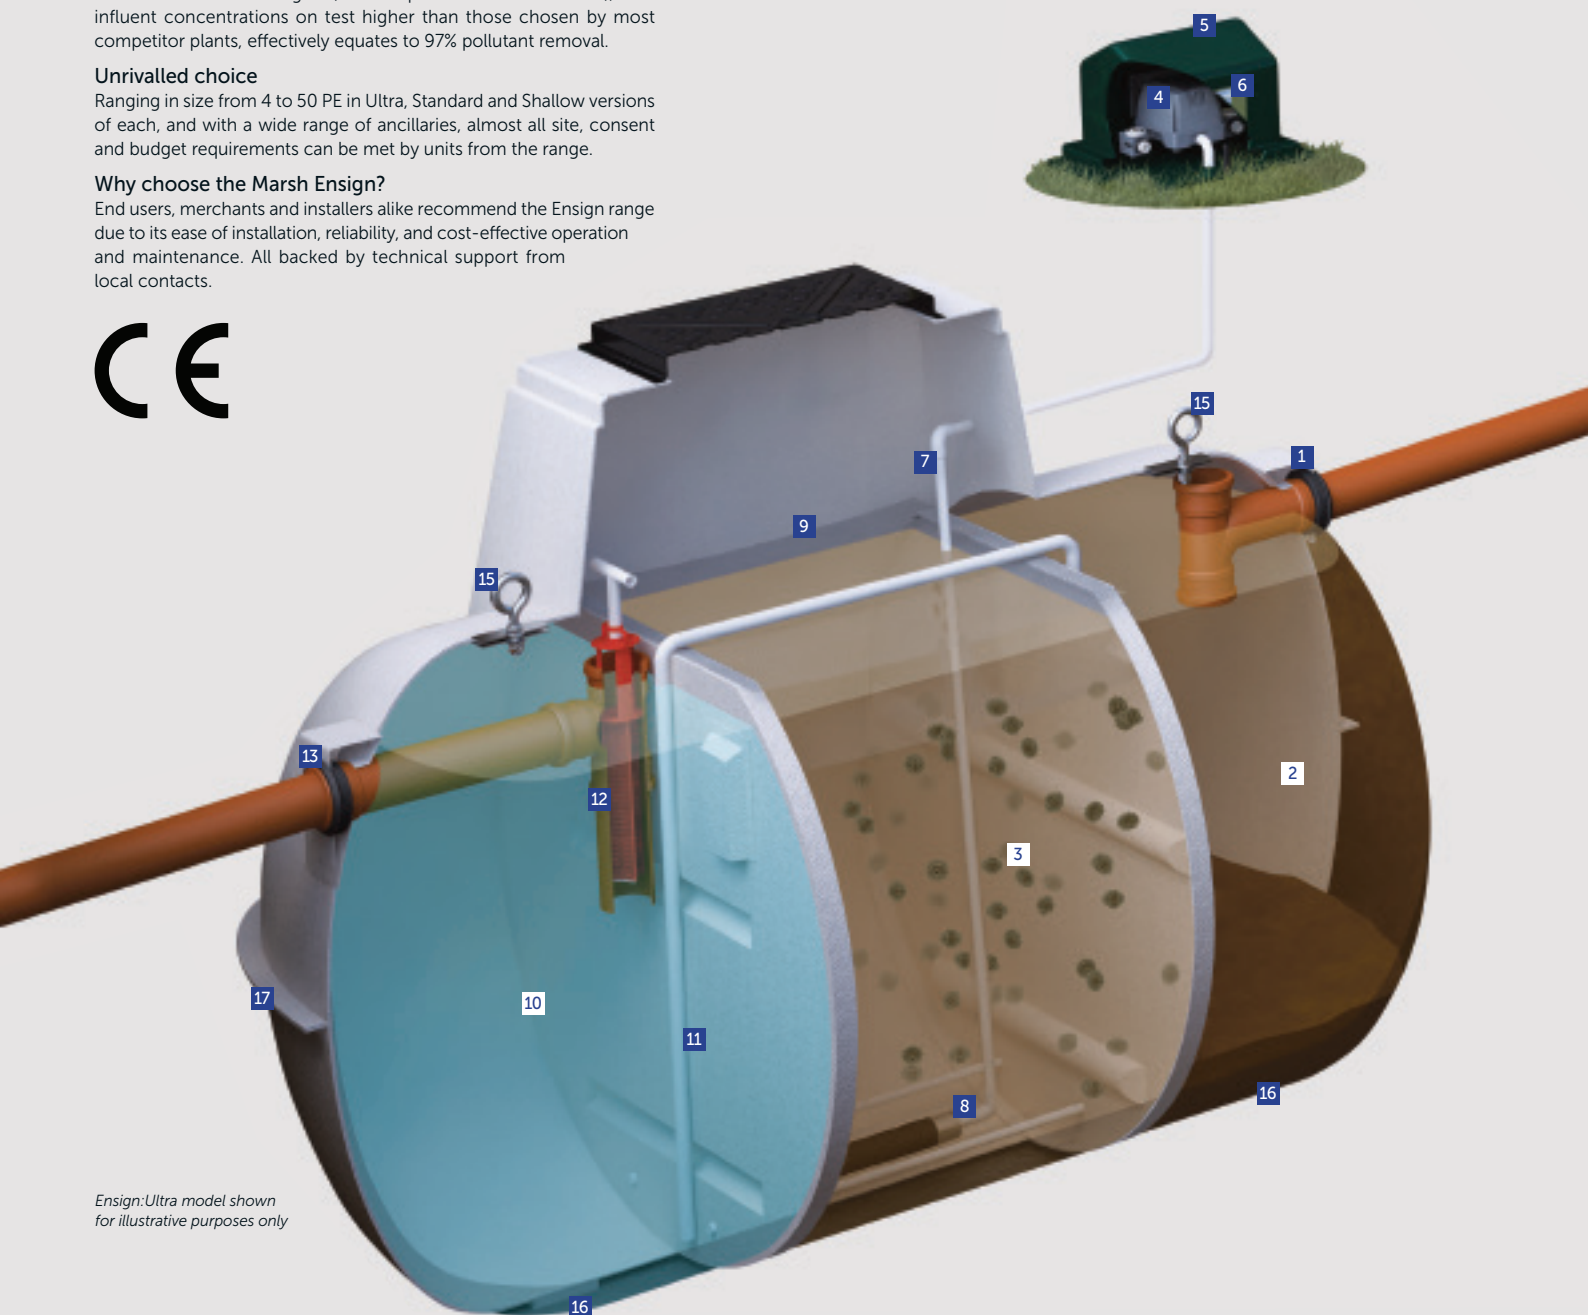 influent concentrations on test higher than those chosen by most
competitor plants, effectively equates to 97% pollutant removal.
Unrivalled choice
Ranging in size from 4 to 50 PE in Ultra, Standard and Shallow versions
of each, and with a wide range of ancillaries, almost all site, consent
and budget requirements can be met by units from the range.
Why choose the Marsh Ensign?
End users, merchants and installers alike recommend the Ensign range
due to its ease of installation, reliability, and cost-effective operation
and maintenance. All backed by technical support from
local contacts.
CE
5
6
4
15
1
7
9
15
13
2
12
3
17
10
11
16
8
Ensign:Ultra model shown
for illustrative purposes only
16